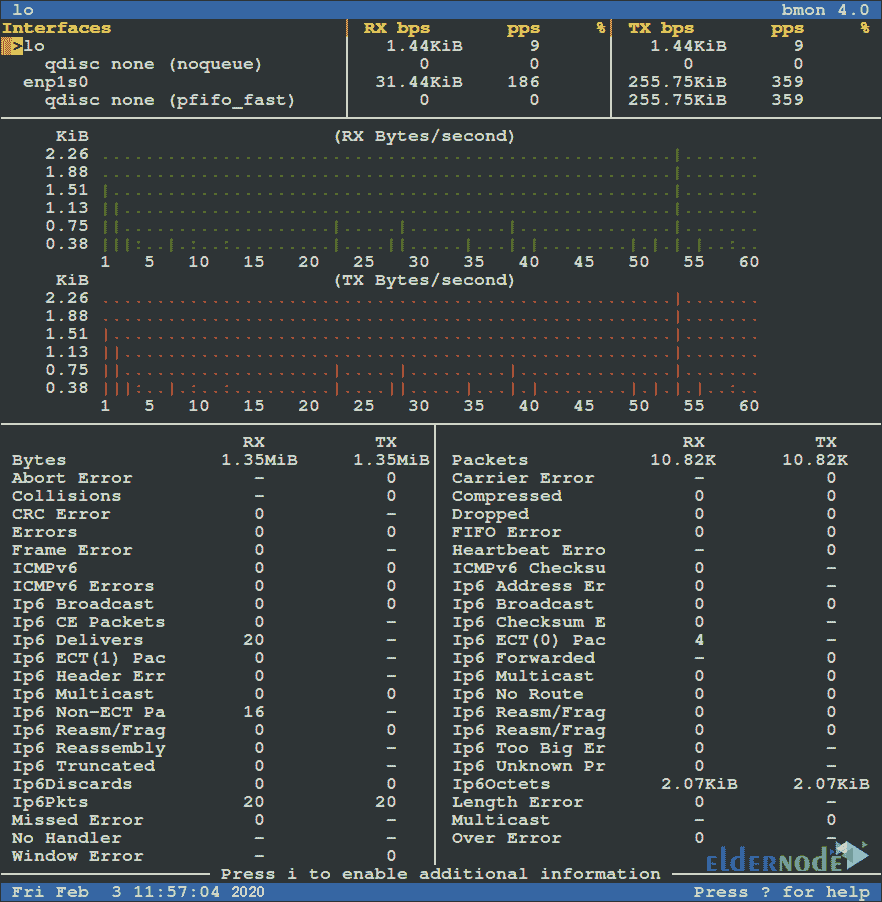 lo bmon 4.0
Interfaces RX bps pps % TX bps pps %
>lo 1.44KiB 9 1.44KiB 9
qdisc none (noqueue) 0 0 0 0
enp1s0 31.44KiB 186 255.75KiB 359
qdisc none (pfifo_fast) 0 0 255.75KiB 359
KiB (RX Bytes/second)
2.26
1.88
1.51
1.13
0.75
0.38
1 5 10 15 20 25 30 35 40 45 50 55 60
KiB (TX Bytes/second)
2.26
1.88
1.51
1.13
0.75
0.38
1 5 10 15 20 25 30 35 40 45 50 55 60
RX TX RX TX
Bytes 1.35MiB 1.35MiB Packets 10.82K 10.82K
Abort Error - 0 Carrier Error - 0
Collisions - 0 Compressed 0 0
CRC Error 0 - Dropped 0 0
Errors 0 0 FIFO Error 0 0
Frame Error 0 - Heartbeat Erro - 0
ICMPv6 0 0 ICMPv6 Checksu 0 -
ICMPv6 Errors 0 0 Ip6 Address Er 0 -
Ip6 Broadcast 0 0 Ip6 Broadcast 0 0
Ip6 CE Packets 0 - Ip6 Checksum E 0 -
Ip6 Delivers 20 - Ip6 ECT(0) Pac 4 -
Ip6 ECT(1) Pac 0 - Ip6 Forwarded - 0
Ip6 Header Err 0 - Ip6 Multicast 0 0
Ip6 Multicast 0 0 Ip6 No Route 0 0
Ip6 Non-ECT Pa 16 - Ip6 Reasm/Frag 0 0
Ip6 Reasm/Frag 0 0 Ip6 Reasm/Frag 0 0
Ip6 Reassembly 0 - Ip6 Too Big Er 0 -
Ip6 Truncated 0 - Ip6 Unknown Pr 0 -
Ip6Discards 0 0 Ip6Octets 2.07KiB 2.07KiB
Ip6Pkts 20 20 Length Error 0 -
Missed Error 0 - Multicast - 0
No Handler - - Over Error 0 -
Window Error - 0
eldernode
Press i to enable additional information
Fri Feb 3 11:57:04 2020 Press ? for help